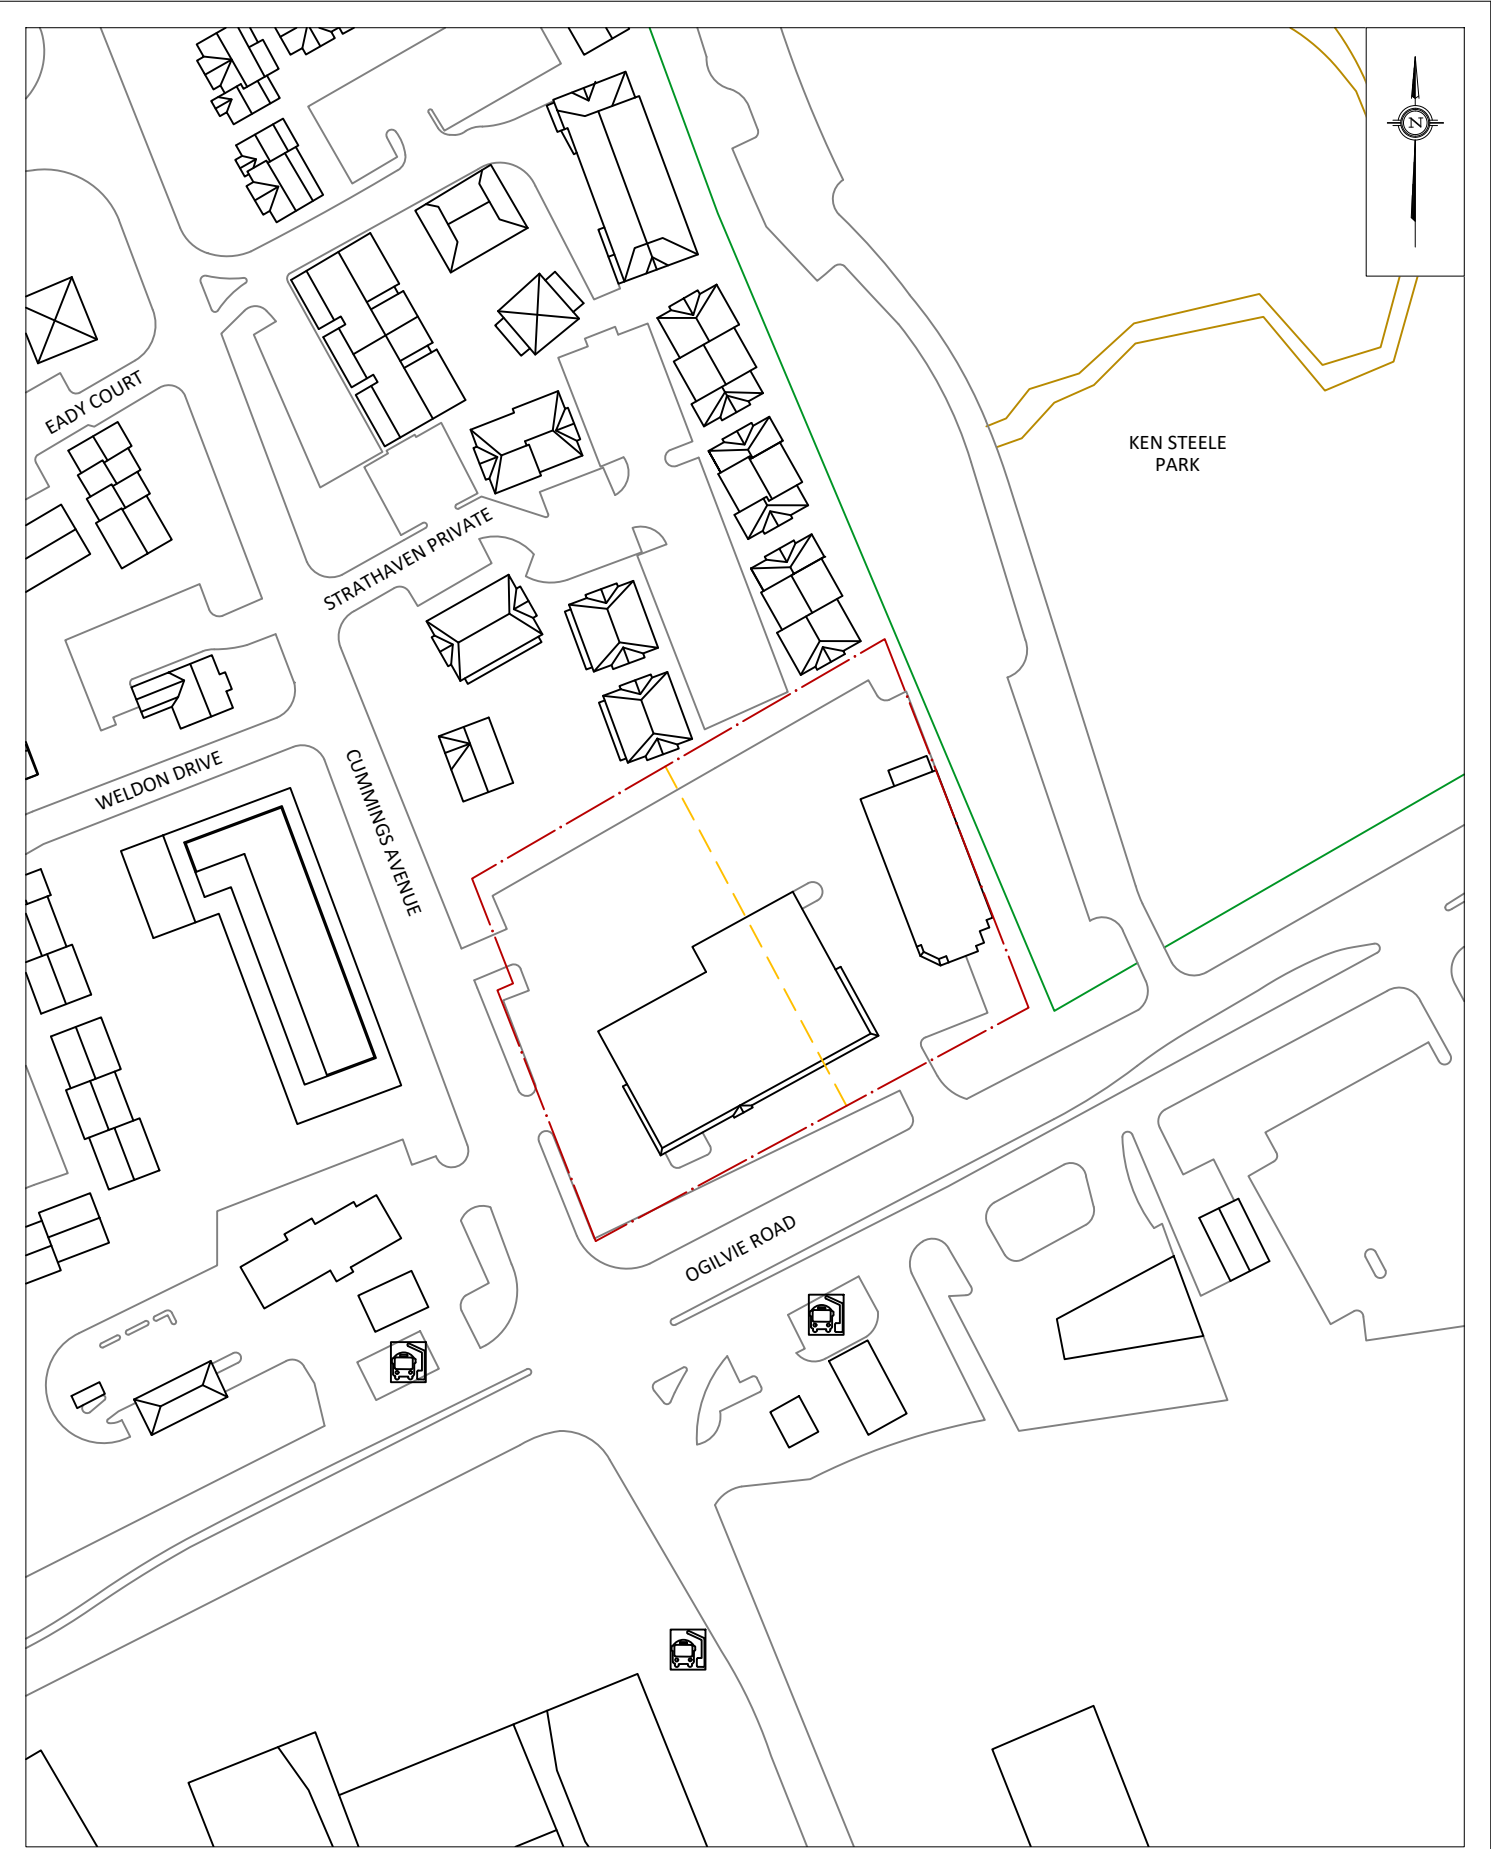 N
EADY COURT
KEN STEELE
PARK
STRATHAVEN PRIVATE
WELDON DRIVE
CUMMINGS AVENUE
OGILVIE ROAD